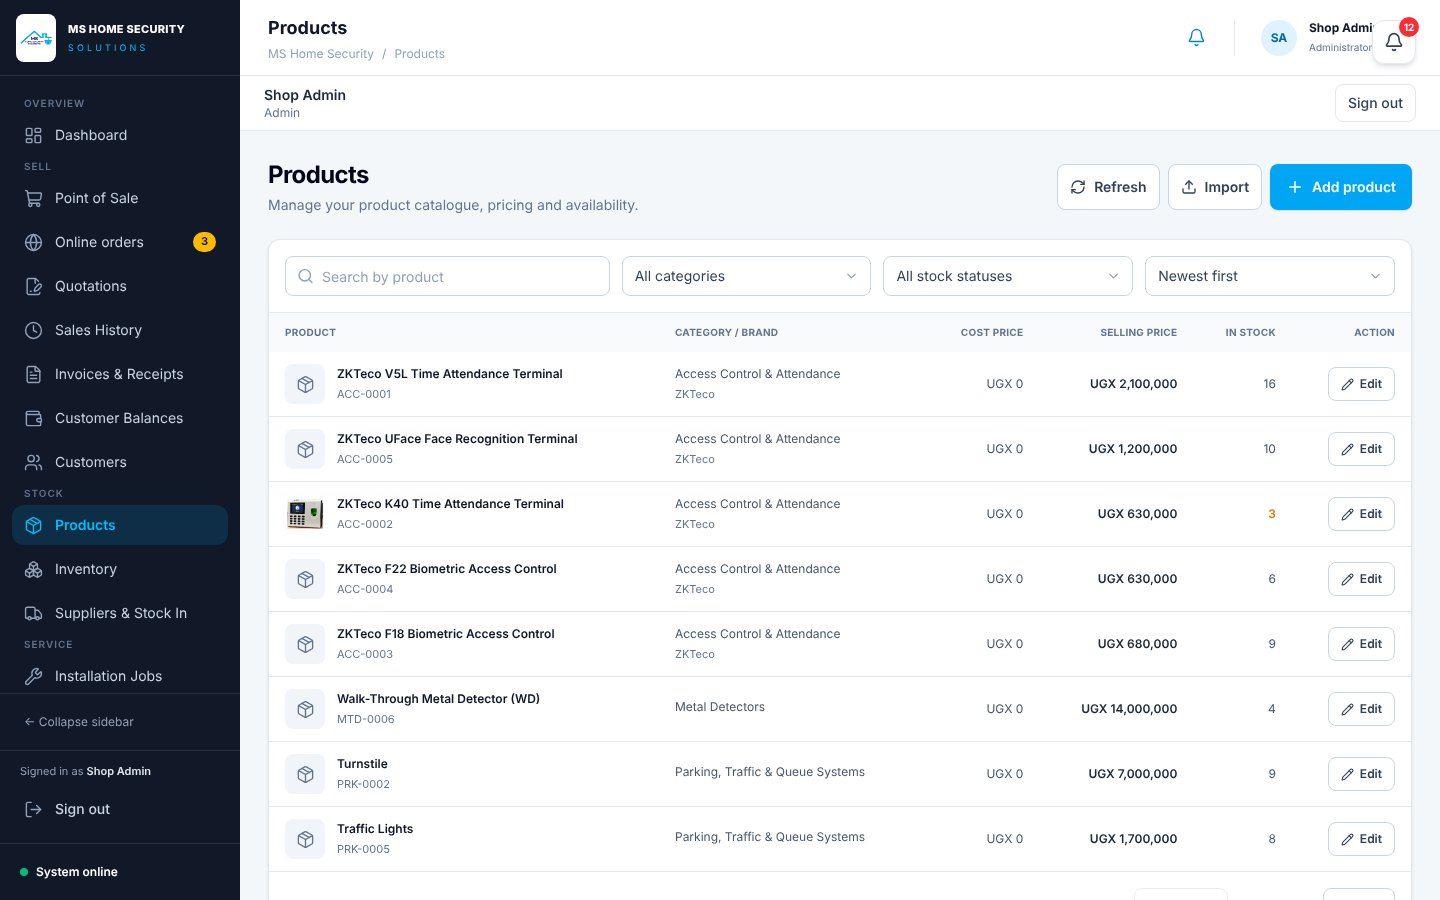 MS HOME SECURITY
SOLUTIONS
OVERVIEW
Dashboard
SELL
Point of Sale
Online orders 3
Quotations
Sales History
Invoices & Receipts
Customer Balances
Customers
STOCK
Products
Inventory
Suppliers & Stock In
SERVICE
Installation Jobs
← Collapse sidebar
Signed in as Shop Admin
Sign out
System online
Products
MS Home Security / Products
SA
Shop Admi
Administrator
12
Shop Admin
Admin
Sign out
Products
Manage your product catalogue, pricing and availability.
Refresh
Import
Add product
Search by product
All categories
All stock statuses
Newest first
PRODUCT CATEGORY / BRAND COST PRICE SELLING PRICE IN STOCK ACTION
ZKTeco V5L Time Attendance Terminal Access Control & Attendance
UGX 0 UGX 2,100,000 16 Edit
ACC-0001 ZKTeco
ZKTeco UFace Face Recognition Terminal Access Control & Attendance
UGX 0 UGX 1,200,000 10 Edit
ACC-0005 ZKTeco
ZKTeco K40 Time Attendance Terminal Access Control & Attendance
UGX 0 UGX 630,000 3 Edit
ACC-0002 ZKTeco
ZKTeco F22 Biometric Access Control Access Control & Attendance
UGX 0 UGX 630,000 6 Edit
ACC-0004 ZKTeco
ZKTeco F18 Biometric Access Control Access Control & Attendance
UGX 0 UGX 680,000 9 Edit
ACC-0003 ZKTeco
Walk-Through Metal Detector (WD)
Metal Detectors UGX 0 UGX 14,000,000 4 Edit
MTD-0006
Turnstile
Parking, Traffic & Queue Systems UGX 0 UGX 7,000,000 9 Edit
PRK-0002
Traffic Lights
Parking, Traffic & Queue Systems UGX 0 UGX 1,700,000 8 Edit
PRK-0005